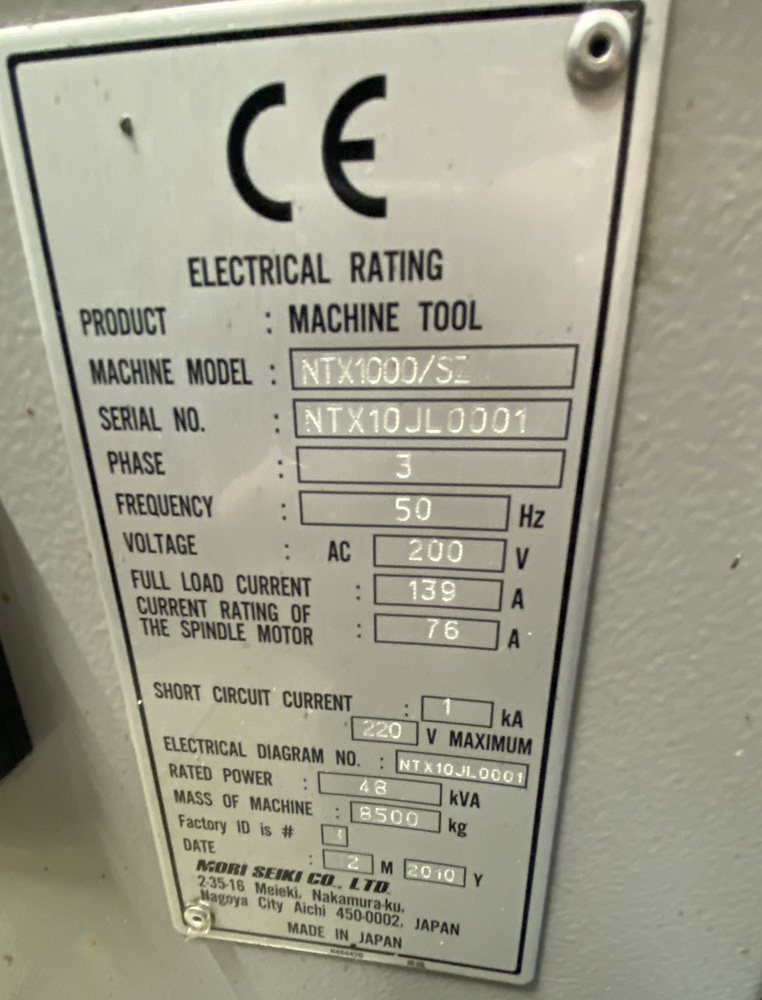 CE
ELECTRICAL RATING
PRODUCT : MACHINE TOOL
MACHINE MODEL : NTX1000/SZ
SERIAL NO. : NTX10JL0001
PHASE : 3
FREQUENCY : 50 Hz
VOLTAGE : AC 200 V
FULL LOAD CURRENT : 139 A
CURRENT RATING OF
THE SPINDLE MOTOR : 76 A
SHORT CIRCUIT CURRENT : 1 kA
220 V MAXIMUM
ELECTRICAL DIAGRAM NO. : NTX10JL0001
RATED POWER : 48 kVA
MASS OF MACHINE : 8500 kg
Factory ID is #
DATE : 2 M 2010 Y
MORI SEIKI CO., LTD.
2-35-16 Meieki, Nakamura-ku,
Nagoya City Aichi 450-0002, JAPAN
MADE IN JAPAN